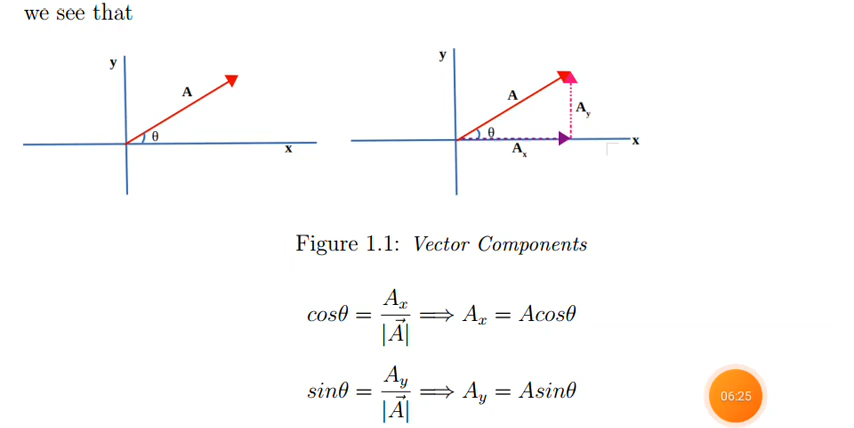 we see that
y
A
θ
x
y
A
θ
A_y
A_x
x
Figure 1.1: Vector Components
cosθ = A_x / |A⃗| ⟹ A_x = Acosθ
sinθ = A_y / |A⃗| ⟹ A_y = Asinθ
06:25